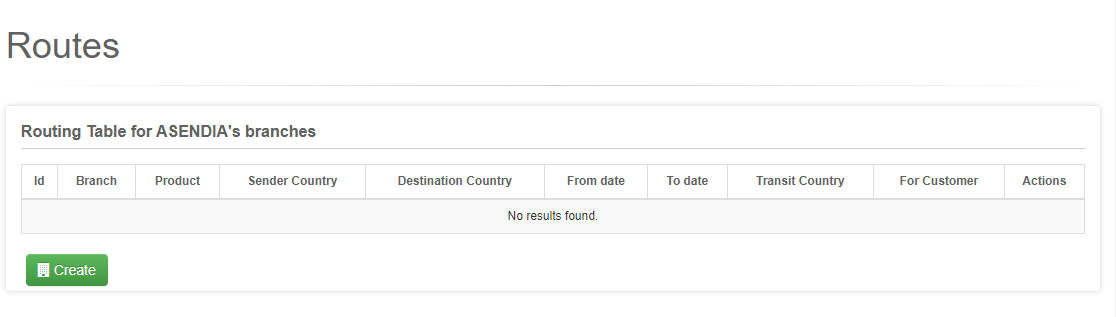 Routes
Routing Table for ASENDIA's branches
Id Branch Product Sender Country Destination Country From date To date Transit Country For Customer Actions
No results found.
Create